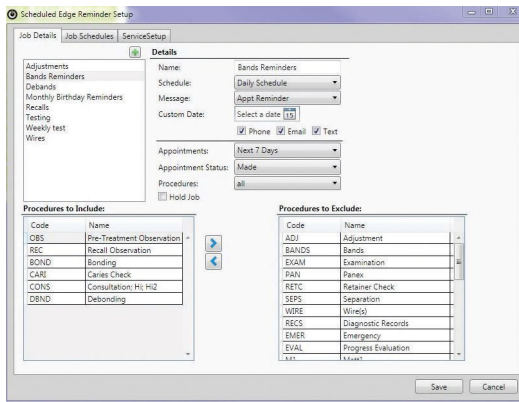 Scheduled Edge Reminder Setup
Job Details Job Schedules ServiceSetup
Adjustments
Bands Reminders
Debands
Monthly Birthday Reminders
Recalls
Testing
Weekly test
Wires
Details
Name: Bands Reminders
Schedule: Daily Schedule
Message: Appt Reminder
Custom Date: Select a date 15
Phone Email Text
Appointments: Next 7 Days
Appointment Status: Made
Procedures: all
Hold Job
Procedures to Include:
Code Name
OBS Pre-Treatment Observation
REC Recall Observation
BOND Bonding
CARI Caries Check
CONS Consultation; Hi; Hi2
DBND Debonding
Procedures to Exclude:
Code Name
ADJ Adjustment
BANDS Bands
EXAM Examination
PAN Panex
RETC Retainer Check
SEPS Separation
WIRE Wire(s)
RECS Diagnostic Records
EMER Emergency
EVAL Progress Evaluation
Save Cancel